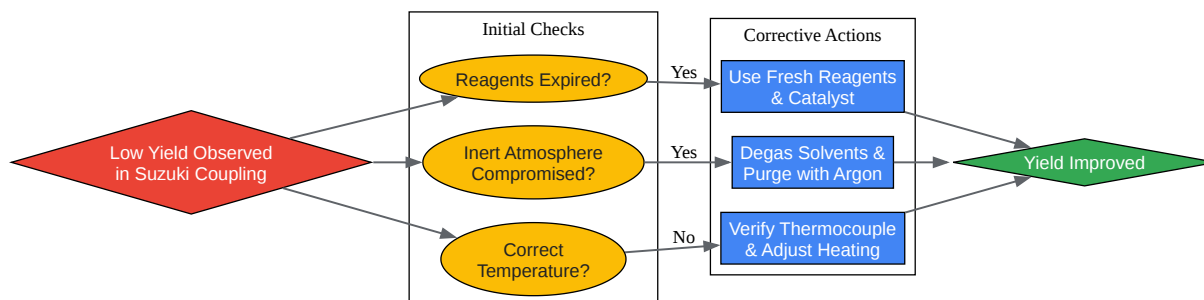 Initial Checks
Corrective Actions
Low Yield Observed
in Suzuki Coupling
Reagents Expired?
Yes
Use Fresh Reagents
& Catalyst
Inert Atmosphere
Compromised?
Yes
Degas Solvents &
Purge with Argon
Yield Improved
Correct
Temperature?
No
Verify Thermocouple
& Adjust Heating